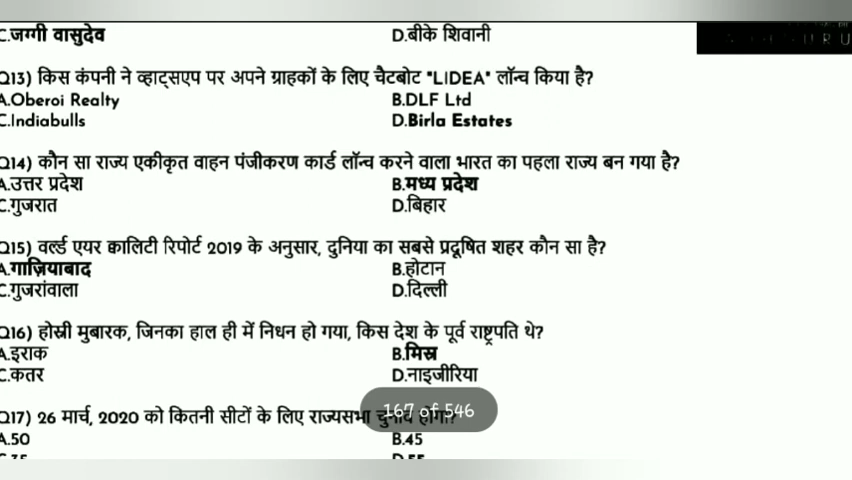 C.जग्गी वासुदेव D.बीके शिवानी
Q13) किस कंपनी ने व्हाट्सएप पर अपने ग्राहकों के लिए चैटबोट "LIDEA" लॉन्च किया है?
A.Oberoi Realty B.DLF Ltd
C.Indiabulls D.Birla Estates
Q14) कौन सा राज्य एकीकृत वाहन पंजीकरण कार्ड लॉन्च करने वाला भारत का पहला राज्य बन गया है?
A.उत्तर प्रदेश B.मध्य प्रदेश
C.गुजरात D.बिहार
Q15) वर्ल्ड एयर क्वालिटी रिपोर्ट 2019 के अनुसार, दुनिया का सबसे प्रदूषित शहर कौन सा है?
A.गाज़ियाबाद B.होटान
C.गुजरांवाला D.दिल्ली
Q16) होस्नी मुबारक, जिनका हाल ही में निधन हो गया, किस देश के पूर्व राष्ट्रपति थे?
A.इराक B.मिस्र
C.कतर D.नाइजीरिया
167 of 546
Q17) 26 मार्च, 2020 को कितनी सीटों के लिए राज्यसभा चुनाव होगा?
A.50 B.45